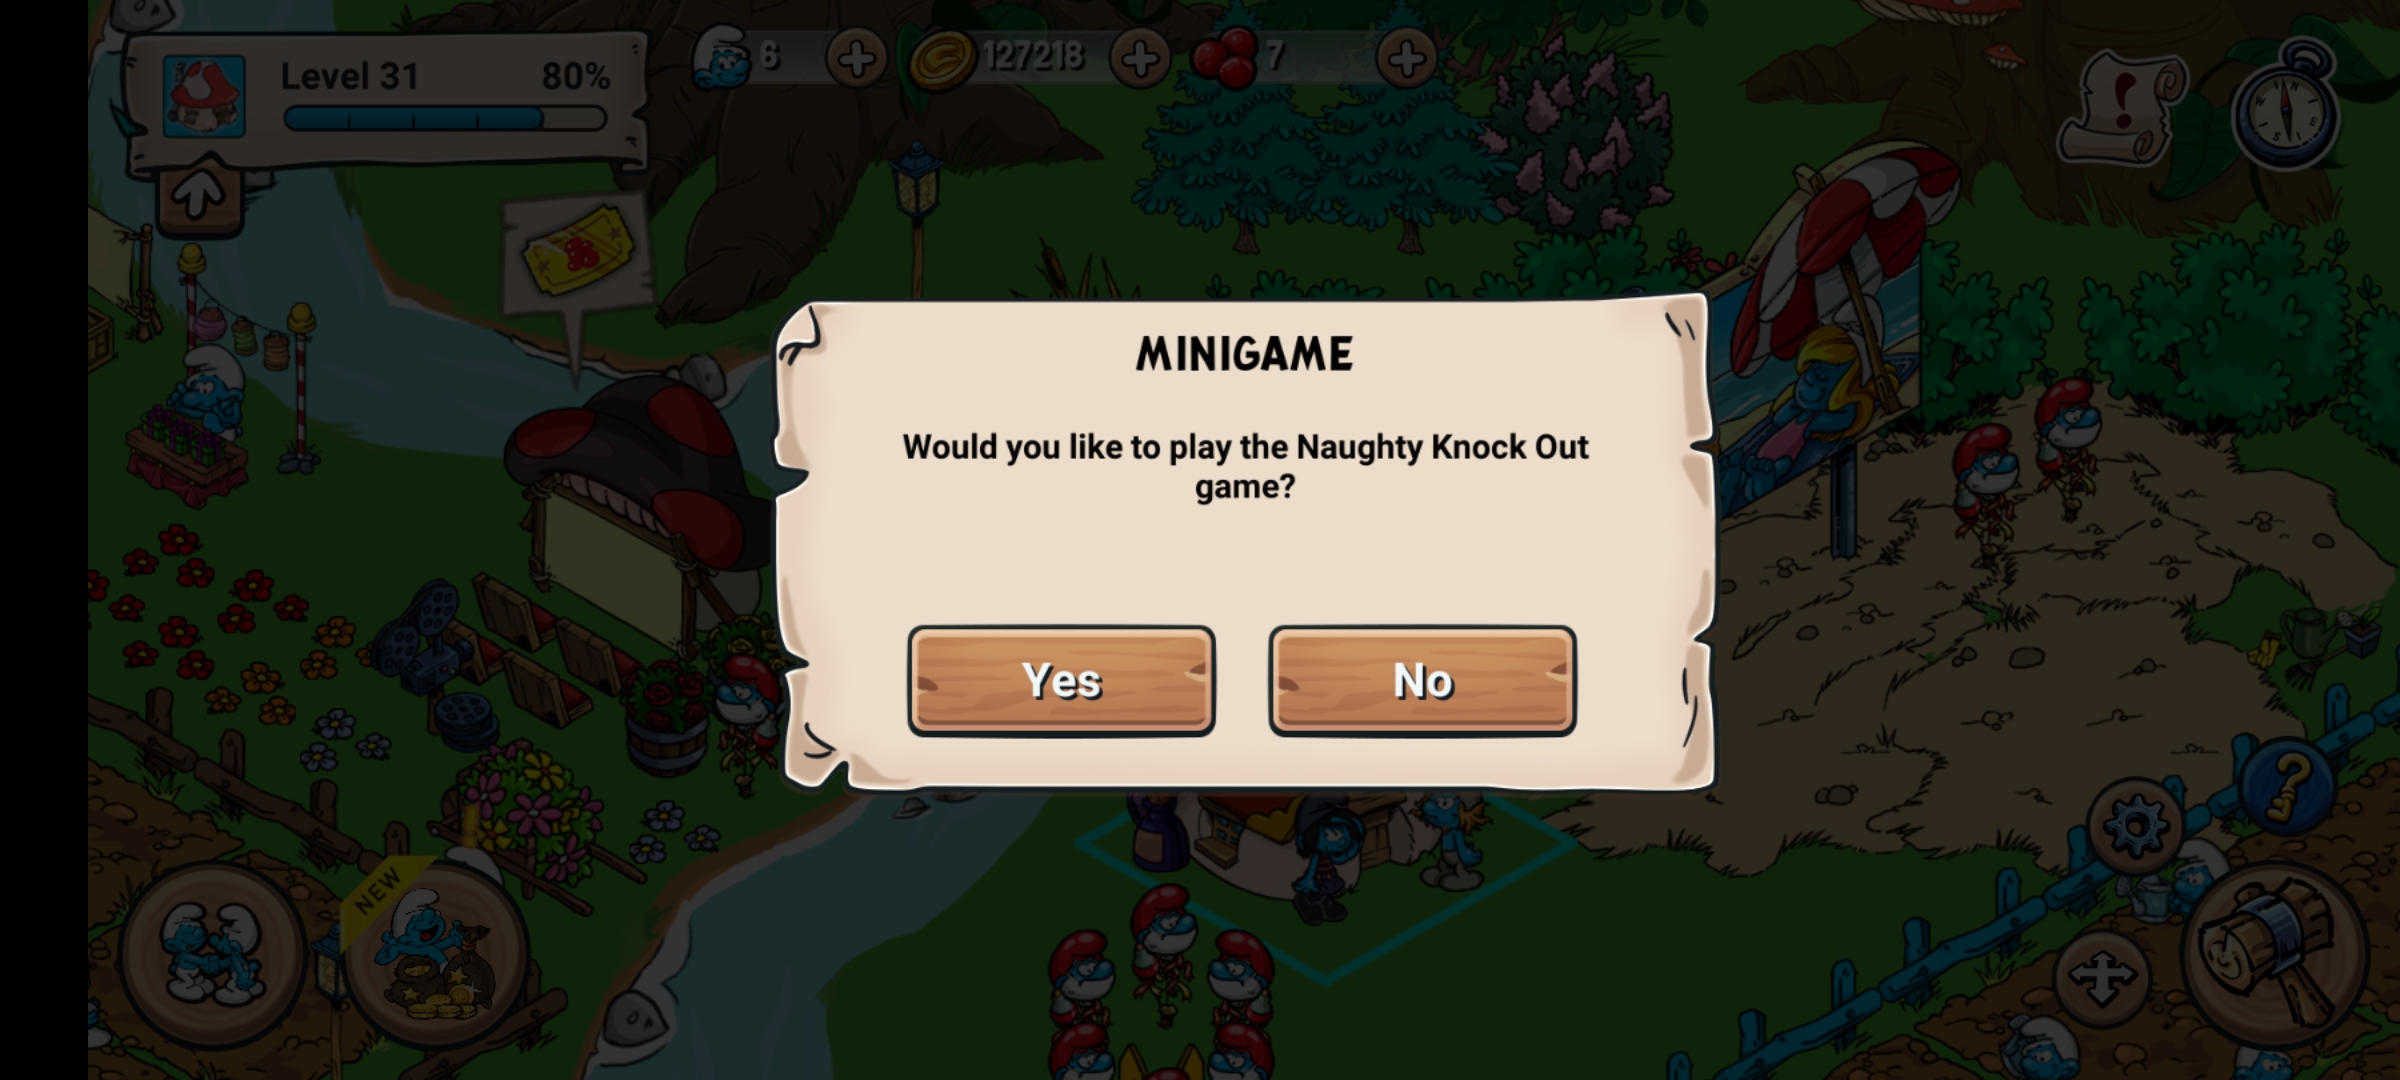 Level 31 80%
6
127218
7
MINIGAME
Would you like to play the Naughty Knock Out
game?
Yes
No
NEW